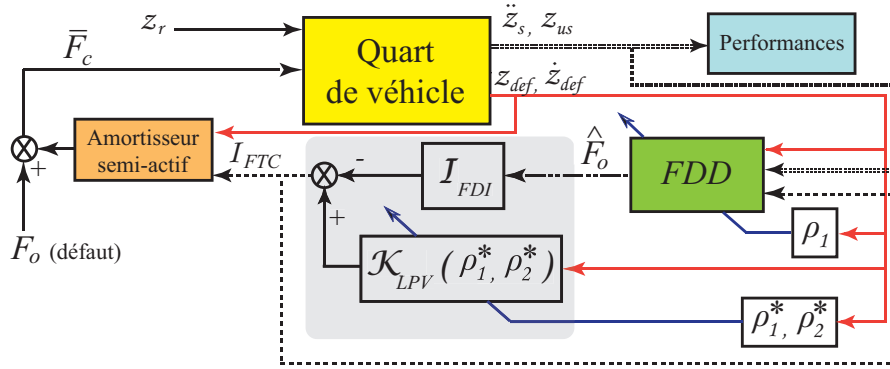 z_r
z̈_s, z_us
F̄_c
Quart
de véhicule
Performances
z_def, ż_def
+
Amortisseur
semi-actif
I_FTC
-
I_FDI
F̂_o
FDD
+
F_o (défaut)
𝒦_LPV (ρ*_1, ρ*_2)
ρ_1
ρ*_1, ρ*_2